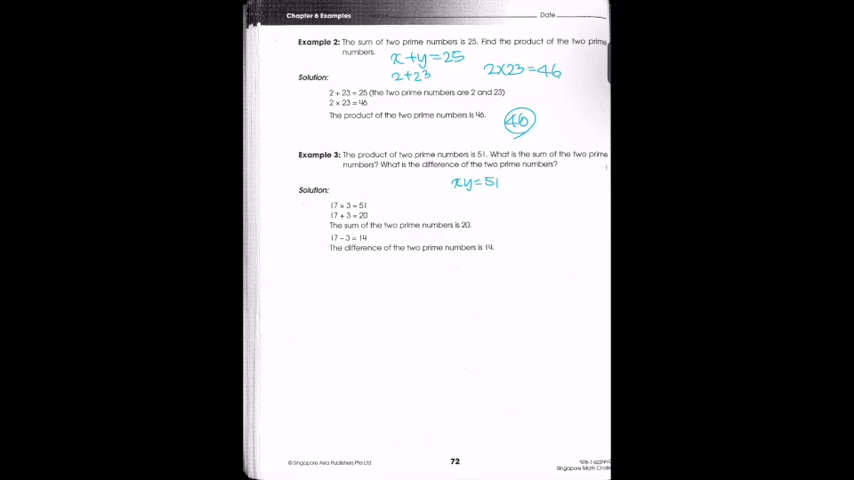 Chapter 6 Examples
Date
Example 2: The sum of two prime numbers is 25. Find the product of the two prime
numbers.
x+y=25
2+23
2×23=46
Solution:
2 + 23 = 25 (the two prime numbers are 2 and 23)
2 × 23 = 46
The product of the two prime numbers is 46.
46
Example 3: The product of two prime numbers is 51. What is the sum of the two prime
numbers? What is the difference of the two prime numbers?
xy=51
Solution:
17 × 3 = 51
17 + 3 = 20
The sum of the two prime numbers is 20.
17 – 3 = 14
The difference of the two prime numbers is 14.
© Singapore Asia Publishers Pte Ltd
72
Singapore Math